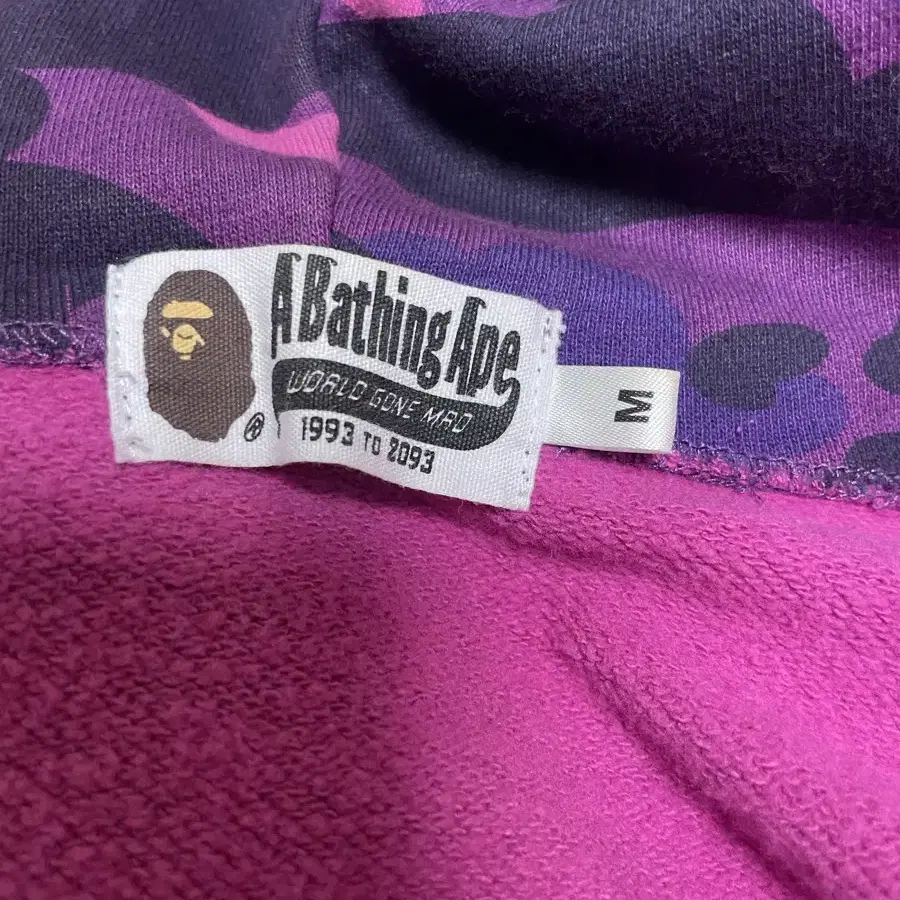 A Bathing Ape
WORLD GONE MAD
1993 TO 2093
®
M